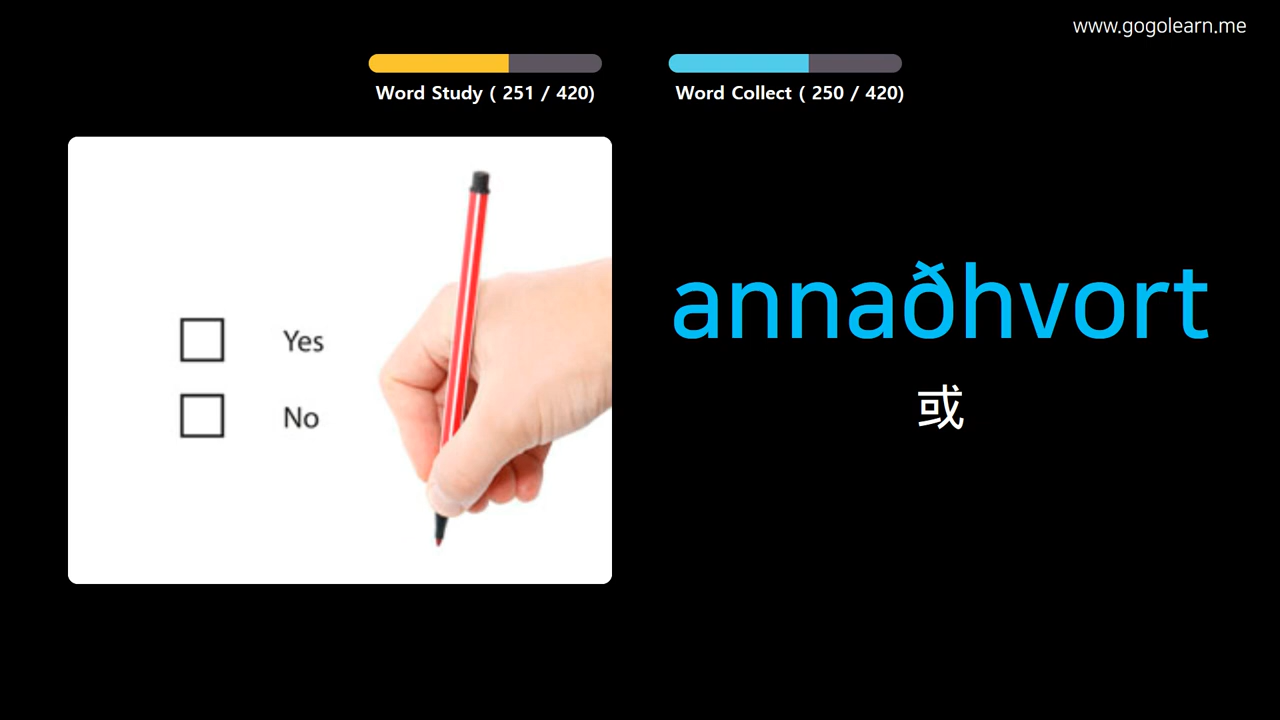 www.gogolearn.me
Word Study ( 251 / 420)
Word Collect ( 250 / 420)
Yes
No
annaðhvort
或